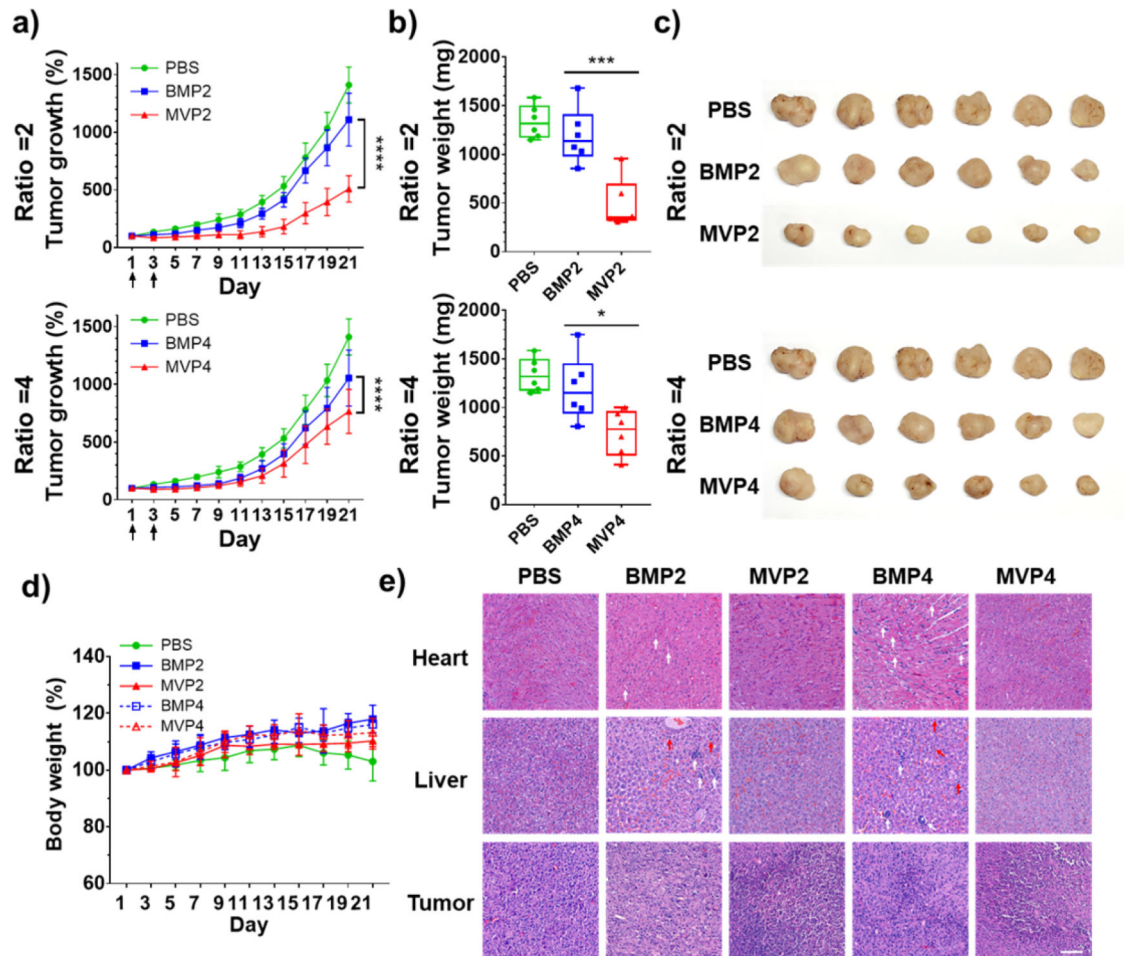 a)
Ratio =2
Tumor growth (%)
1500
1000
500
0
PBS
BMP2
MVP2
****
1 3 5 7 9 11 13 15 17 19 21
Day
b)
Tumor weight (mg)
2000
1500
1000
500
0
***
PBS
BMP2
MVP2
c)
Ratio =2
PBS
BMP2
MVP2
Ratio =4
Tumor growth (%)
1500
1000
500
0
PBS
BMP4
MVP4
****
1 3 5 7 9 11 13 15 17 19 21
Day
Ratio =4
Tumor weight (mg)
2000
1500
1000
500
0
*
PBS
BMP4
MVP4
Ratio =4
PBS
BMP4
MVP4
d)
Body weight (%)
140
120
100
80
60
PBS
BMP2
MVP2
BMP4
MVP4
1 3 5 7 9 11 13 15 17 19 21
Day
e)
PBS BMP2 MVP2 BMP4 MVP4
Heart
Liver
Tumor